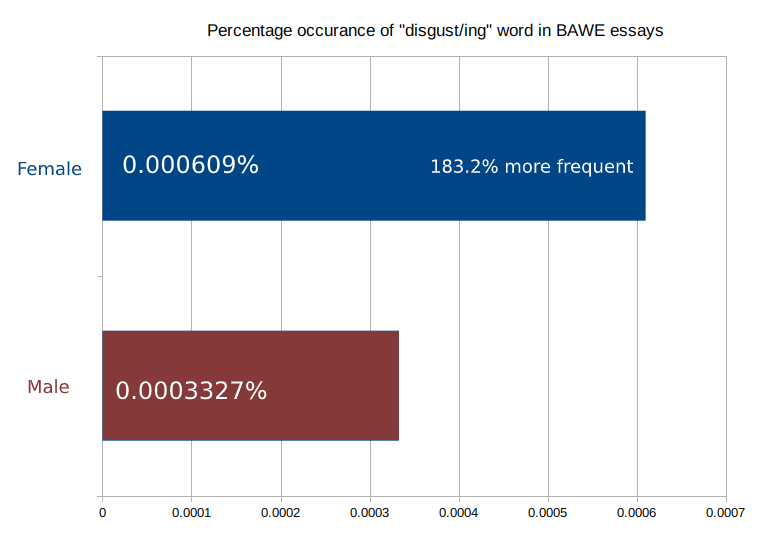 Percentage occurance of "disgust/ing" word in BAWE essays
Female
0.000609%
183.2% more frequent
Male
0.0003327%
0
0.0001
0.0002
0.0003
0.0004
0.0005
0.0006
0.0007